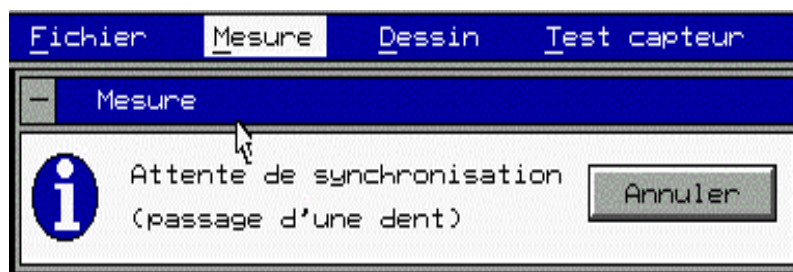 Fichier Mesure Dessin Test capteur
Mesure
Attente de synchronisation
(passage d'une dent)
Annuler